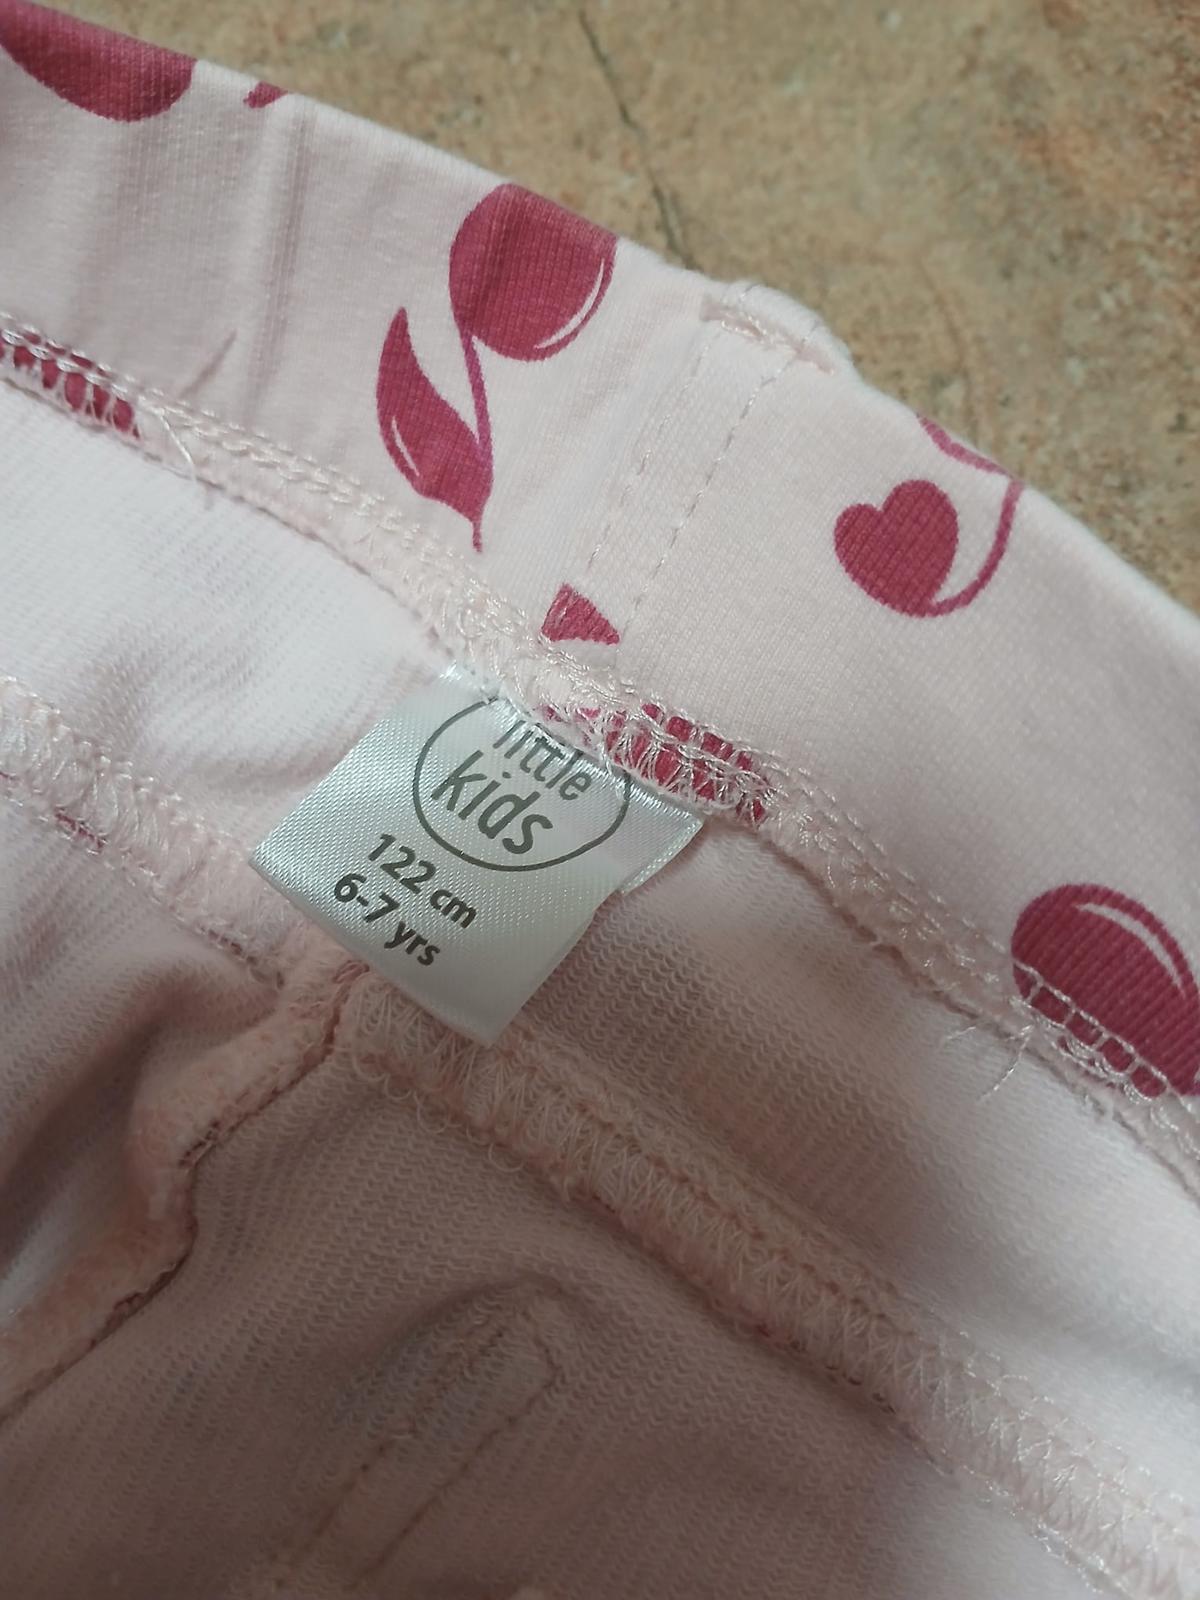 little
kids
122 cm
6-7 yrs